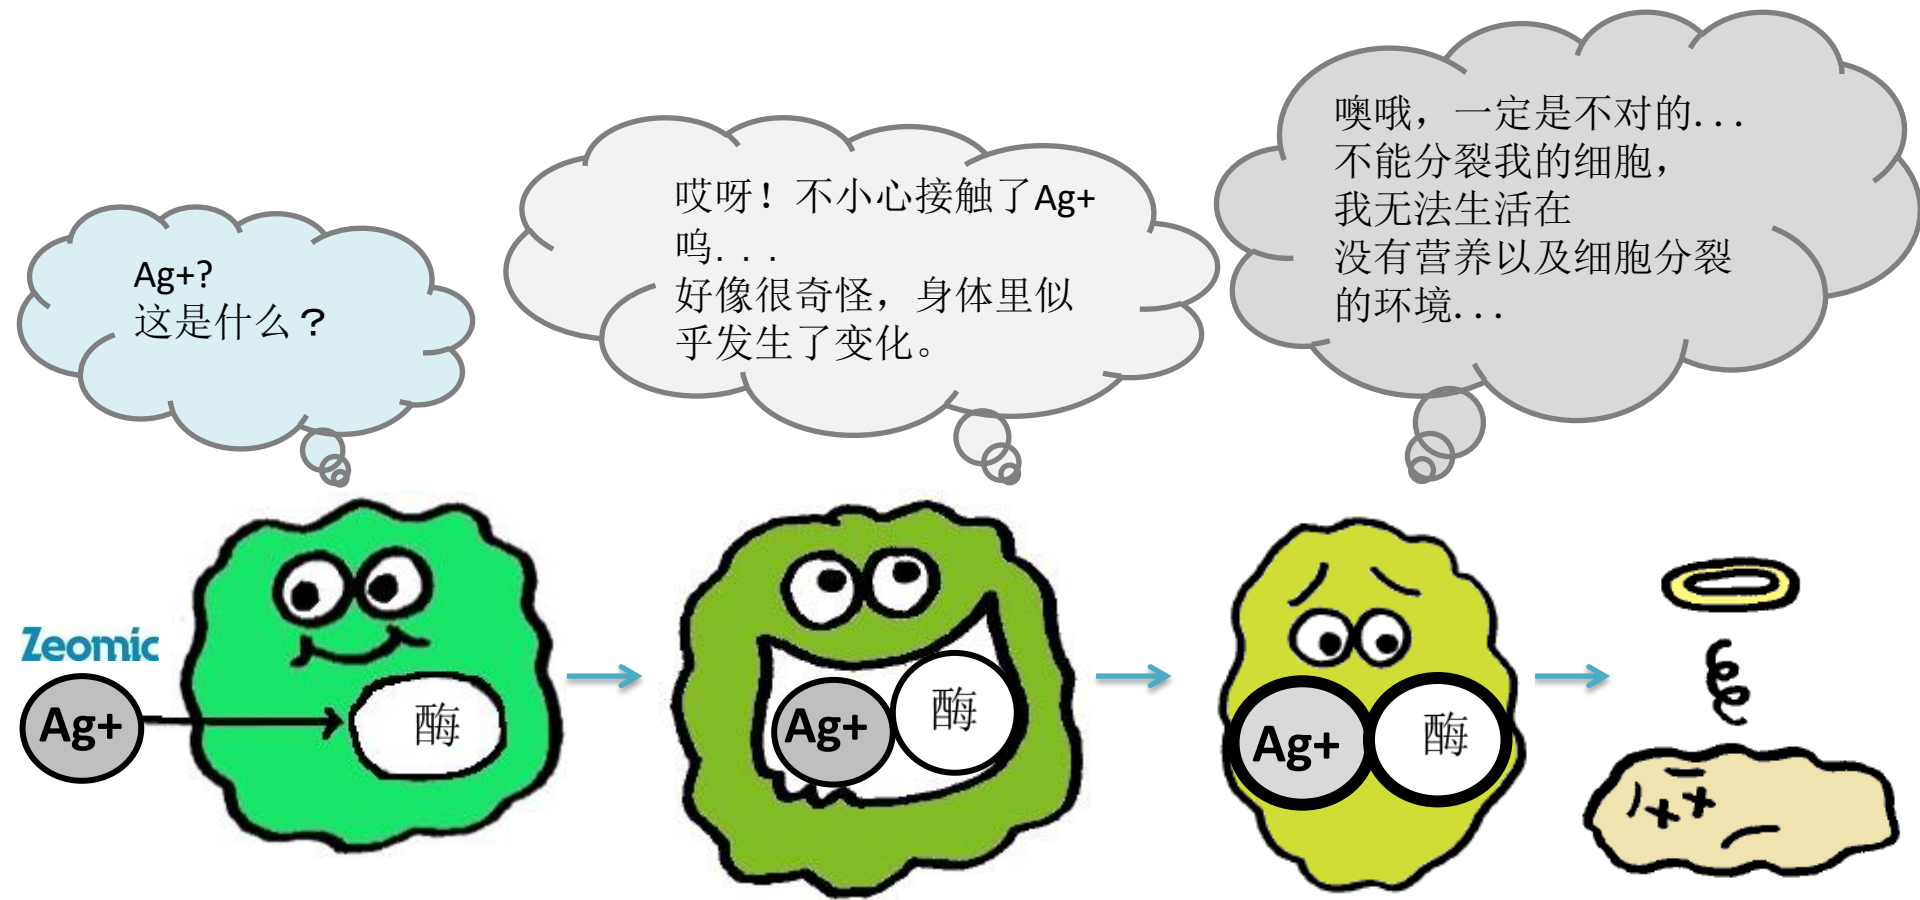 Ag+?
这是什么？
哎呀！不小心接触了Ag+
呜...
好像很奇怪，身体里似
乎发生了变化。
噢哦，一定是不对的...
不能分裂我的细胞，
我无法生活在
没有营养以及细胞分裂
的环境...
Zeomic
Ag+
酶
Ag+
酶
Ag+
酶